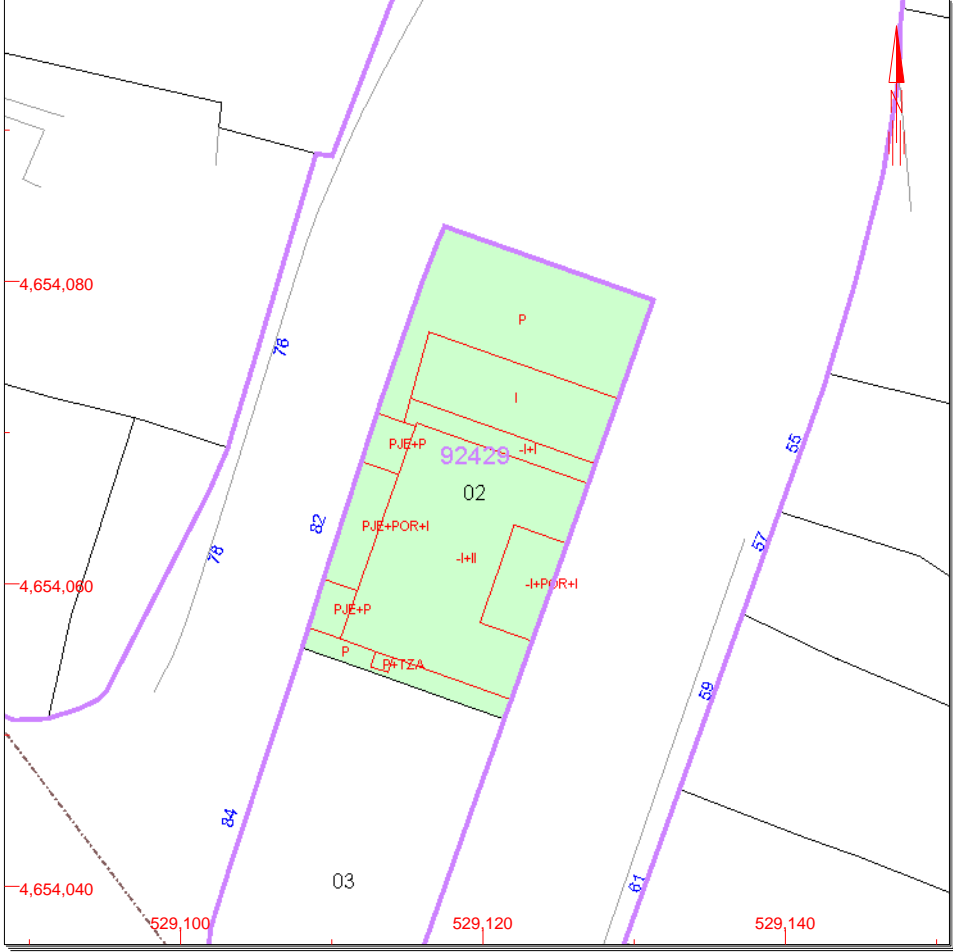 N
4,654,080
P
78
I
PJE+P
-I+I
55
92429
02
82
PJE+POR+I
57
78
-I+II
4,654,060
-I+POR+I
PJE+P
P
P+TZA
59
84
61
03
4,654,040
529,100
529,120
529,140